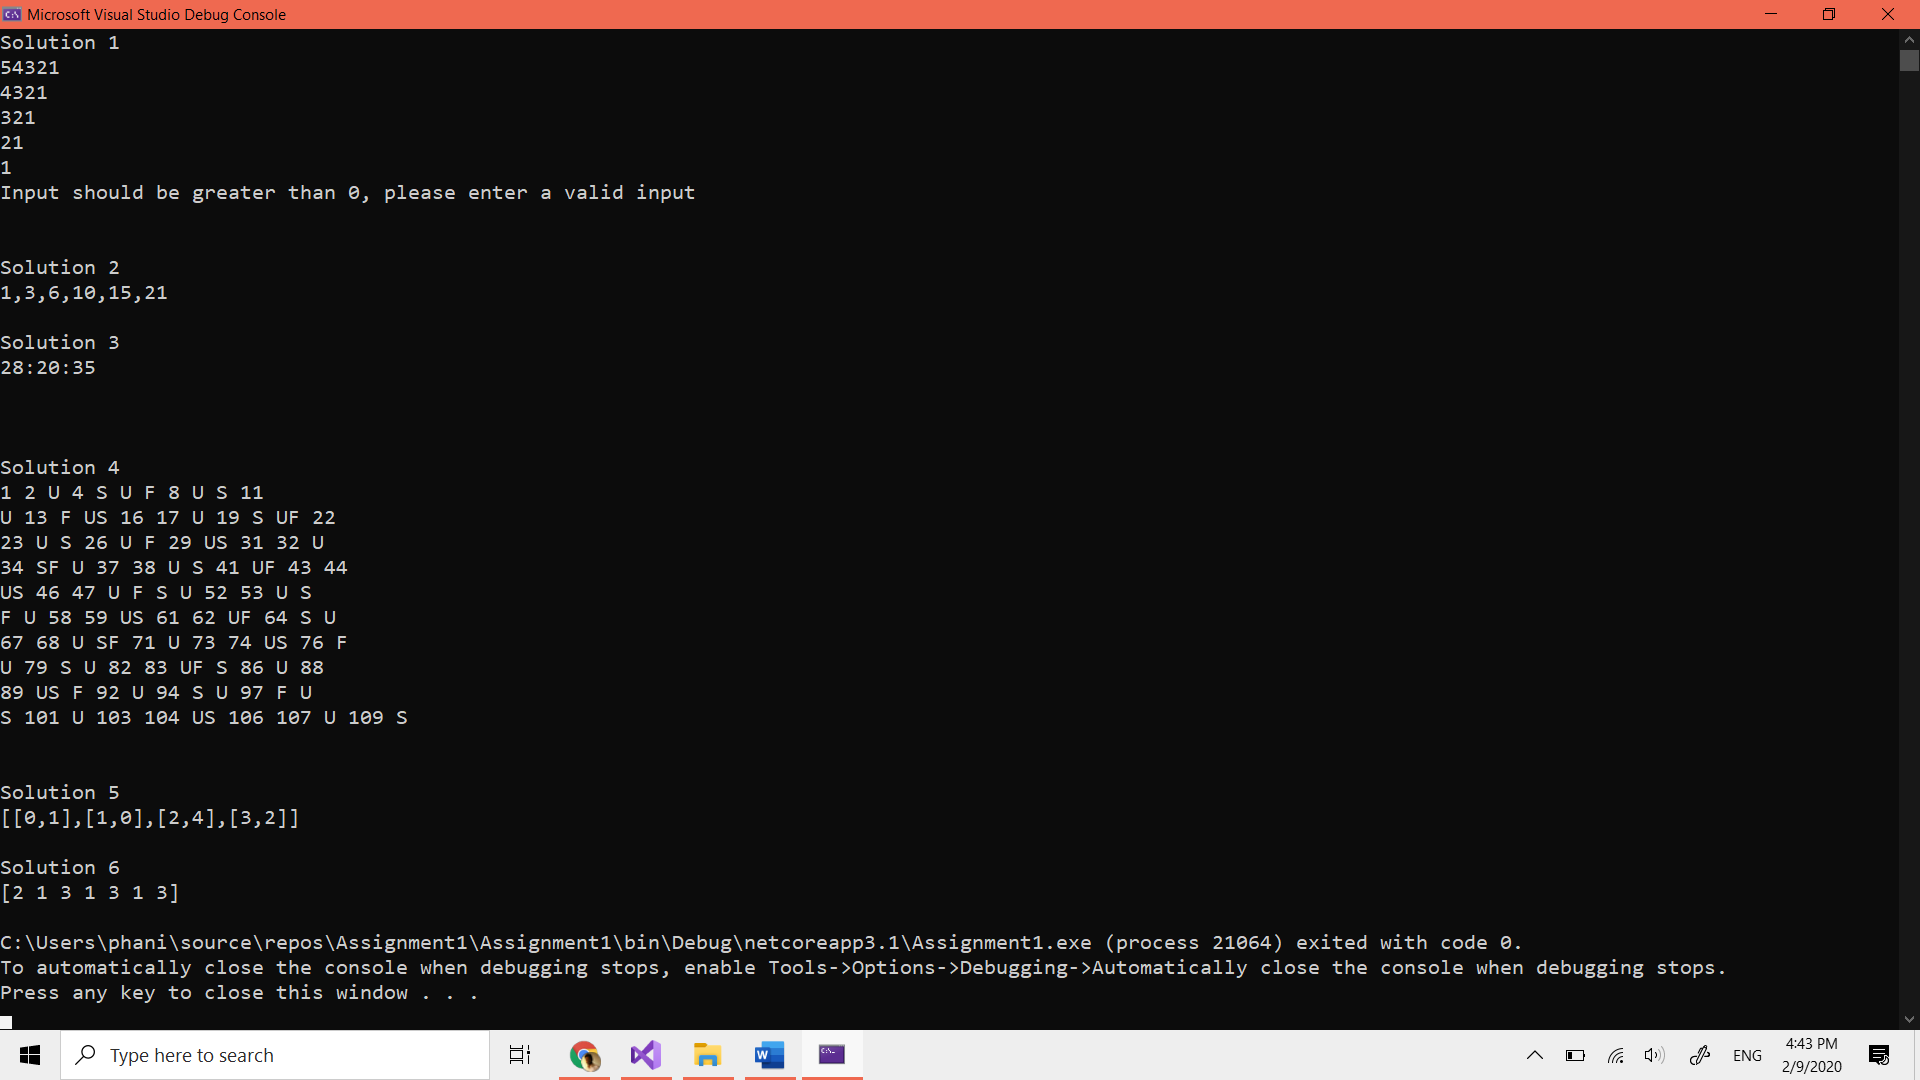 Microsoft Visual Studio Debug Console
Solution 1
54321
4321
321
21
1
Input should be greater than 0, please enter a valid input
Solution 2
1,3,6,10,15,21
Solution 3
28:20:35
Solution 4
1 2 U 4 S U F 8 U S 11
U 13 F US 16 17 U 19 S UF 22
23 U S 26 U F 29 US 31 32 U
34 SF U 37 38 U S 41 UF 43 44
US 46 47 U F S U 52 53 U S
F U 58 59 US 61 62 UF 64 S U
67 68 U SF 71 U 73 74 US 76 F
U 79 S U 82 83 UF S 86 U 88
89 US F 92 U 94 S U 97 F U
S 101 U 103 104 US 106 107 U 109 S
Solution 5
[[0,1],[1,0],[2,4],[3,2]]
Solution 6
[2 1 3 1 3 1 3]
C:\Users\phani\source\repos\Assignment1\Assignment1\bin\Debug\netcoreapp3.1\Assignment1.exe (process 21064) exited with code 0.
To automatically close the console when debugging stops, enable Tools->Options->Debugging->Automatically close the console when debugging stops.
Press any key to close this window . . .
Type here to search
ENG
4:43 PM
2/9/2020